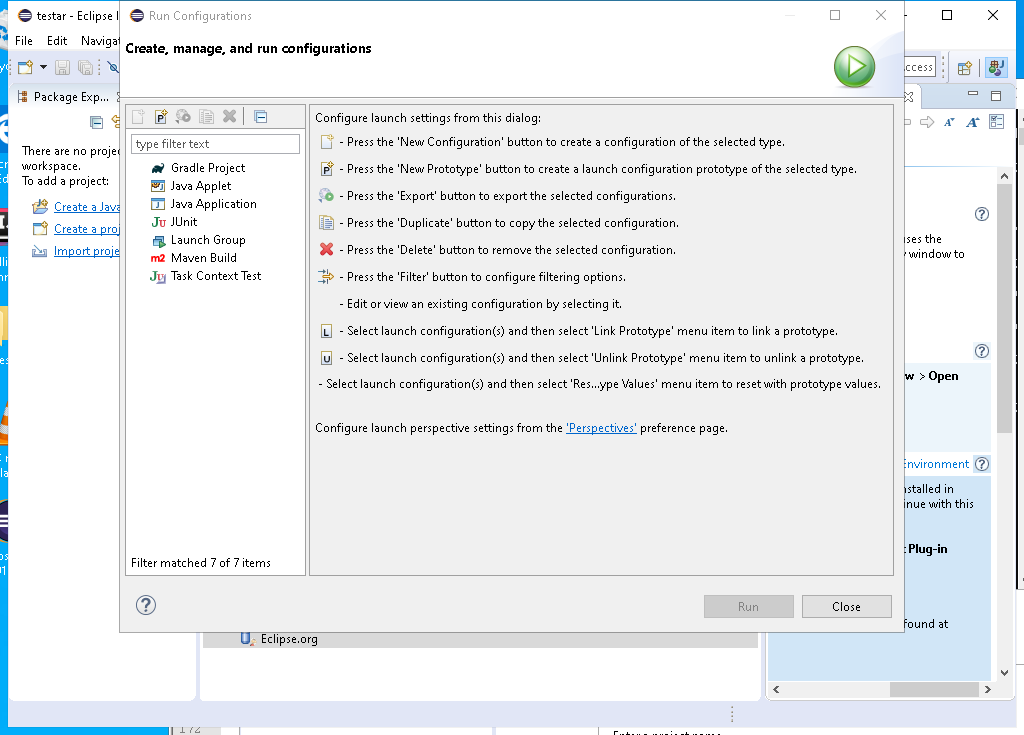 testar - Eclipse I
Run Configurations
File Edit Navigat
Create, manage, and run configurations
ccess
Package Exp...
There are no projec
workspace.
To add a project:
Create a Java
Create a proj
Import proje
type filter text
Gradle Project
Java Applet
Java Application
Ju JUnit
Launch Group
m2 Maven Build
Ju Task Context Test
Filter matched 7 of 7 items
Configure launch settings from this dialog:
- Press the 'New Configuration' button to create a configuration of the selected type.
P - Press the 'New Prototype' button to create a launch configuration prototype of the selected type.
- Press the 'Export' button to export the selected configurations.
- Press the 'Duplicate' button to copy the selected configuration.
- Press the 'Delete' button to remove the selected configuration.
- Press the 'Filter' button to configure filtering options.
- Edit or view an existing configuration by selecting it.
L - Select launch configuration(s) and then select 'Link Prototype' menu item to link a prototype.
U - Select launch configuration(s) and then select 'Unlink Prototype' menu item to unlink a prototype.
- Select launch configuration(s) and then select 'Res...ype Values' menu item to reset with prototype values.
Configure launch perspective settings from the 'Perspectives' preference page.
Run
Close
uses the
window to
w > Open
Environment
nstalled in
inue with this
t Plug-in
found at
Eclipse.org
172
Enter a project name